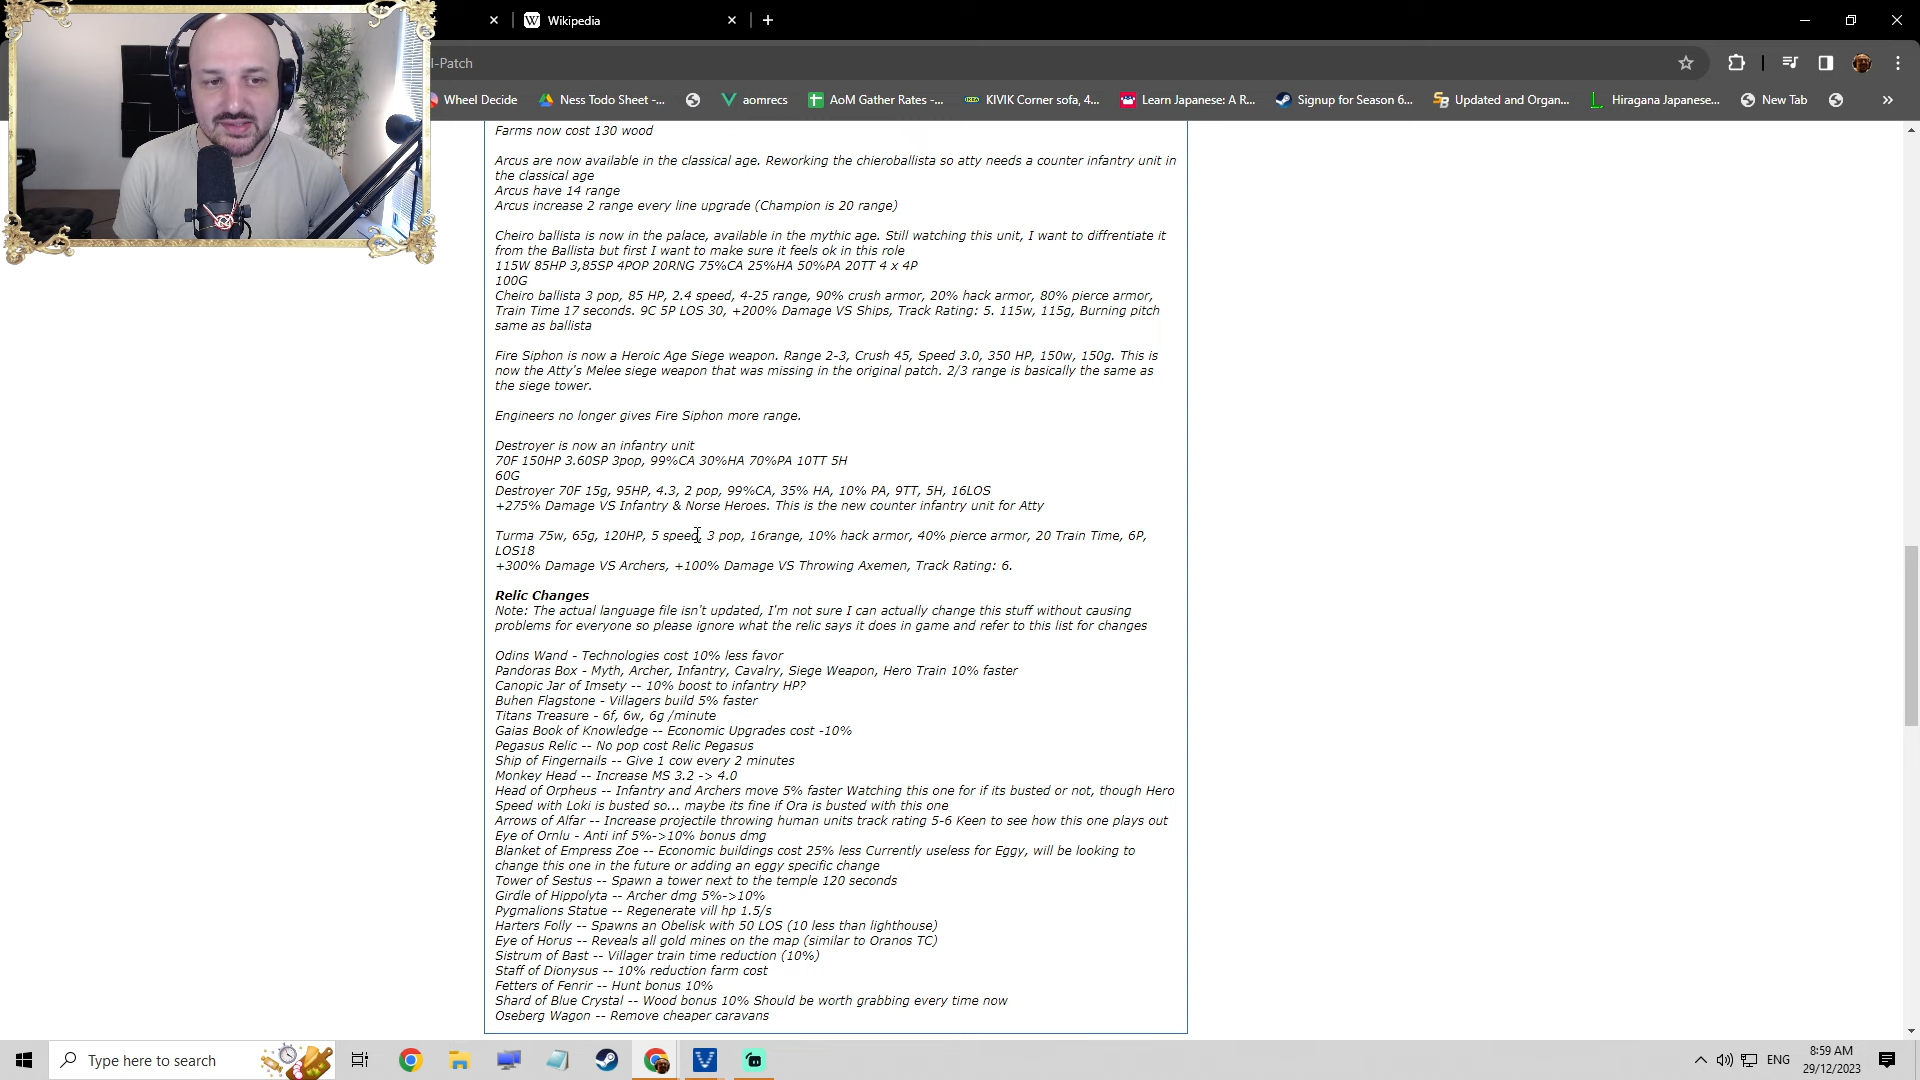 Wikipedia
l-Patch
Wheel Decide
Ness Todo Sheet -...
aomrecs
AoM Gather Rates -...
KIVIK Corner sofa, 4...
Learn Japanese: A R...
Signup for Season 6...
Updated and Organ...
Hiragana Japanese...
New Tab
Farms now cost 130 wood
Arcus are now available in the classical age. Reworking the chieroballista so atty needs a counter infantry unit in
the classical age
Arcus have 14 range
Arcus increase 2 range every line upgrade (Champion is 20 range)
Cheiro ballista is now in the palace, available in the mythic age. Still watching this unit, I want to diffrentiate it
from the Ballista but first I want to make sure it feels ok in this role
115W 85HP 3,85SP 4POP 20RNG 75%CA 25%HA 50%PA 20TT 4 x 4P
100G
Cheiro ballista 3 pop, 85 HP, 2.4 speed, 4-25 range, 90% crush armor, 20% hack armor, 80% pierce armor,
Train Time 17 seconds. 9C 5P LOS 30, +200% Damage VS Ships, Track Rating: 5. 115w, 115g, Burning pitch
same as ballista
Fire Siphon is now a Heroic Age Siege weapon. Range 2-3, Crush 45, Speed 3.0, 350 HP, 150w, 150g. This is
now the Atty's Melee siege weapon that was missing in the original patch. 2/3 range is basically the same as
the siege tower.
Engineers no longer gives Fire Siphon more range.
Destroyer is now an infantry unit
70F 150HP 3.60SP 3pop, 99%CA 30%HA 70%PA 10TT 5H
60G
Destroyer 70F 15g, 95HP, 4.3, 2 pop, 99%CA, 35% HA, 10% PA, 9TT, 5H, 16LOS
+275% Damage VS Infantry & Norse Heroes. This is the new counter infantry unit for Atty
Turma 75w, 65g, 120HP, 5 speed, 3 pop, 16range, 10% hack armor, 40% pierce armor, 20 Train Time, 6P,
LOS18
+300% Damage VS Archers, +100% Damage VS Throwing Axemen, Track Rating: 6.
Relic Changes
Note: The actual language file isn't updated, I'm not sure I can actually change this stuff without causing
problems for everyone so please ignore what the relic says it does in game and refer to this list for changes
Odins Wand - Technologies cost 10% less favor
Pandoras Box - Myth, Archer, Infantry, Cavalry, Siege Weapon, Hero Train 10% faster
Canopic Jar of Imsety -- 10% boost to infantry HP?
Buhen Flagstone - Villagers build 5% faster
Titans Treasure - 6f, 6w, 6g /minute
Gaias Book of Knowledge -- Economic Upgrades cost -10%
Pegasus Relic -- No pop cost Relic Pegasus
Ship of Fingernails -- Give 1 cow every 2 minutes
Monkey Head -- Increase MS 3.2 -> 4.0
Head of Orpheus -- Infantry and Archers move 5% faster Watching this one for if its busted or not, though Hero
Speed with Loki is busted so... maybe its fine if Ora is busted with this one
Arrows of Alfar -- Increase projectile throwing human units track rating 5-6 Keen to see how this one plays out
Eye of Ornlu - Anti inf 5%->10% bonus dmg
Blanket of Empress Zoe -- Economic buildings cost 25% less Currently useless for Eggy, will be looking to
change this one in the future or adding an eggy specific change
Tower of Sestus -- Spawn a tower next to the temple 120 seconds
Girdle of Hippolyta -- Archer dmg 5%->10%
Pygmalions Statue -- Regenerate vill hp 1.5/s
Harters Folly -- Spawns an Obelisk with 50 LOS (10 less than lighthouse)
Eye of Horus -- Reveals all gold mines on the map (similar to Oranos TC)
Sistrum of Bast -- Villager train time reduction (10%)
Staff of Dionysus -- 10% reduction farm cost
Fetters of Fenrir -- Hunt bonus 10%
Shard of Blue Crystal -- Wood bonus 10% Should be worth grabbing every time now
Oseberg Wagon -- Remove cheaper caravans
Type here to search
ENG
8:59 AM
29/12/2023